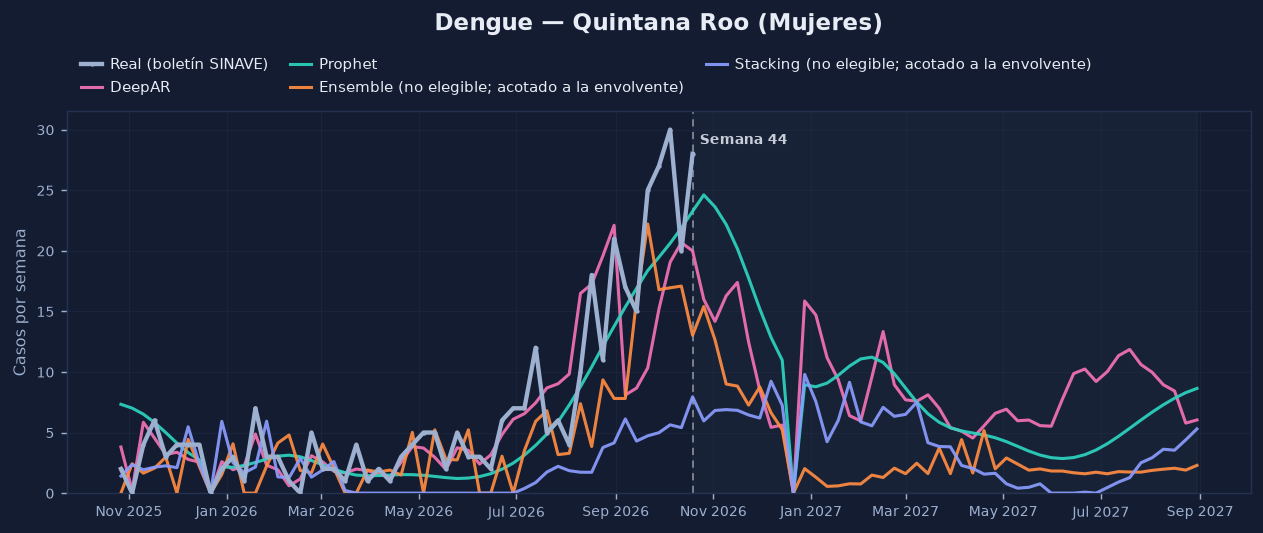 Dengue — Quintana Roo (Mujeres)
Real (boletín SINAVE)
Prophet
Stacking (no elegible; acotado a la envolvente)
DeepAR
Ensemble (no elegible; acotado a la envolvente)
Semana 44
Casos por semana
30
25
20
15
10
5
0
Nov 2025
Jan 2026
Mar 2026
May 2026
Jul 2026
Sep 2026
Nov 2026
Jan 2027
Mar 2027
May 2027
Jul 2027
Sep 2027